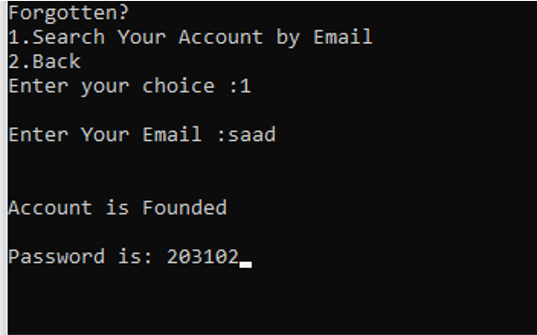 Forgotten?
1.Search Your Account by Email
2.Back
Enter your choice :1
Enter Your Email :saad
Account is Founded
Password is: 203102